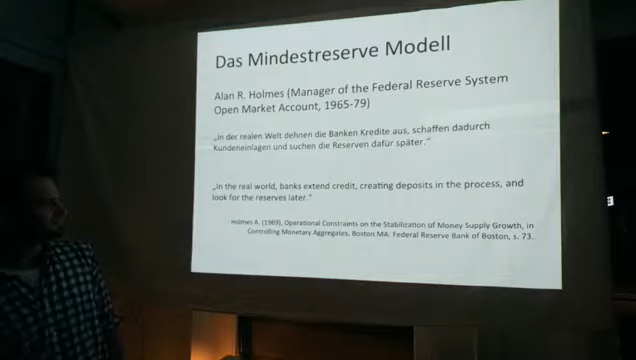 Das Mindestreserve Modell
Alan R. Holmes (Manager of the Federal Reserve System
Open Market Account, 1965-79)
„In der realen Welt dehnen die Banken Kredite aus, schaffen dadurch
Kundeneinlagen und suchen die Reserven dafür später.“
„In the real world, banks extend credit, creating deposits in the process, and
look for the reserves later.“
Holmes A. (1969), Operational Constraints on the Stabilization of Money Supply Growth, in
Controlling Monetary Aggregates, Boston MA: Federal Reserve Bank of Boston, s. 73.